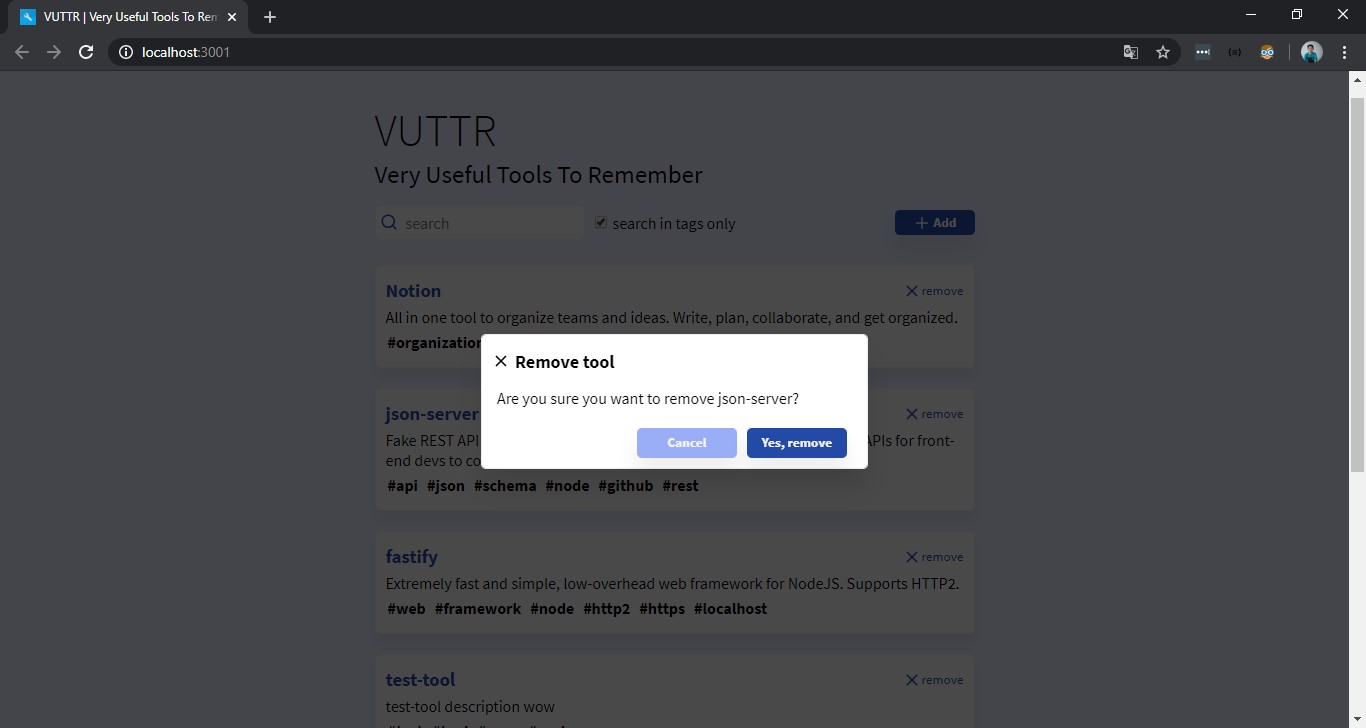 VUTTR | Very Useful Tools To Rem
localhost:3001
VUTTR
Very Useful Tools To Remember
search
search in tags only
+ Add
Notion
remove
All in one tool to organize teams and ideas. Write, plan, collaborate, and get organized.
#organization
Remove tool
Are you sure you want to remove json-server?
Cancel
Yes, remove
json-server
remove
Fake REST API
APIs for front-
end devs to co
#api #json #schema #node #github #rest
fastify
remove
Extremely fast and simple, low-overhead web framework for NodeJS. Supports HTTP2.
#web #framework #node #http2 #https #localhost
test-tool
remove
test-tool description wow